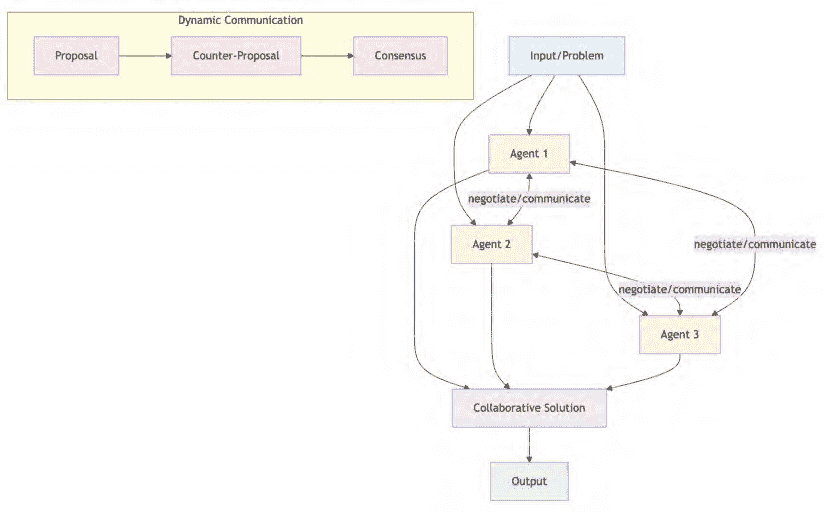 Dynamic Communication
Proposal
Counter-Proposal
Consensus
Input/Problem
Agent 1
negotiate/communicate
Agent 2
negotiate/communicate
negotiate/communicate
Agent 3
Collaborative Solution
Output